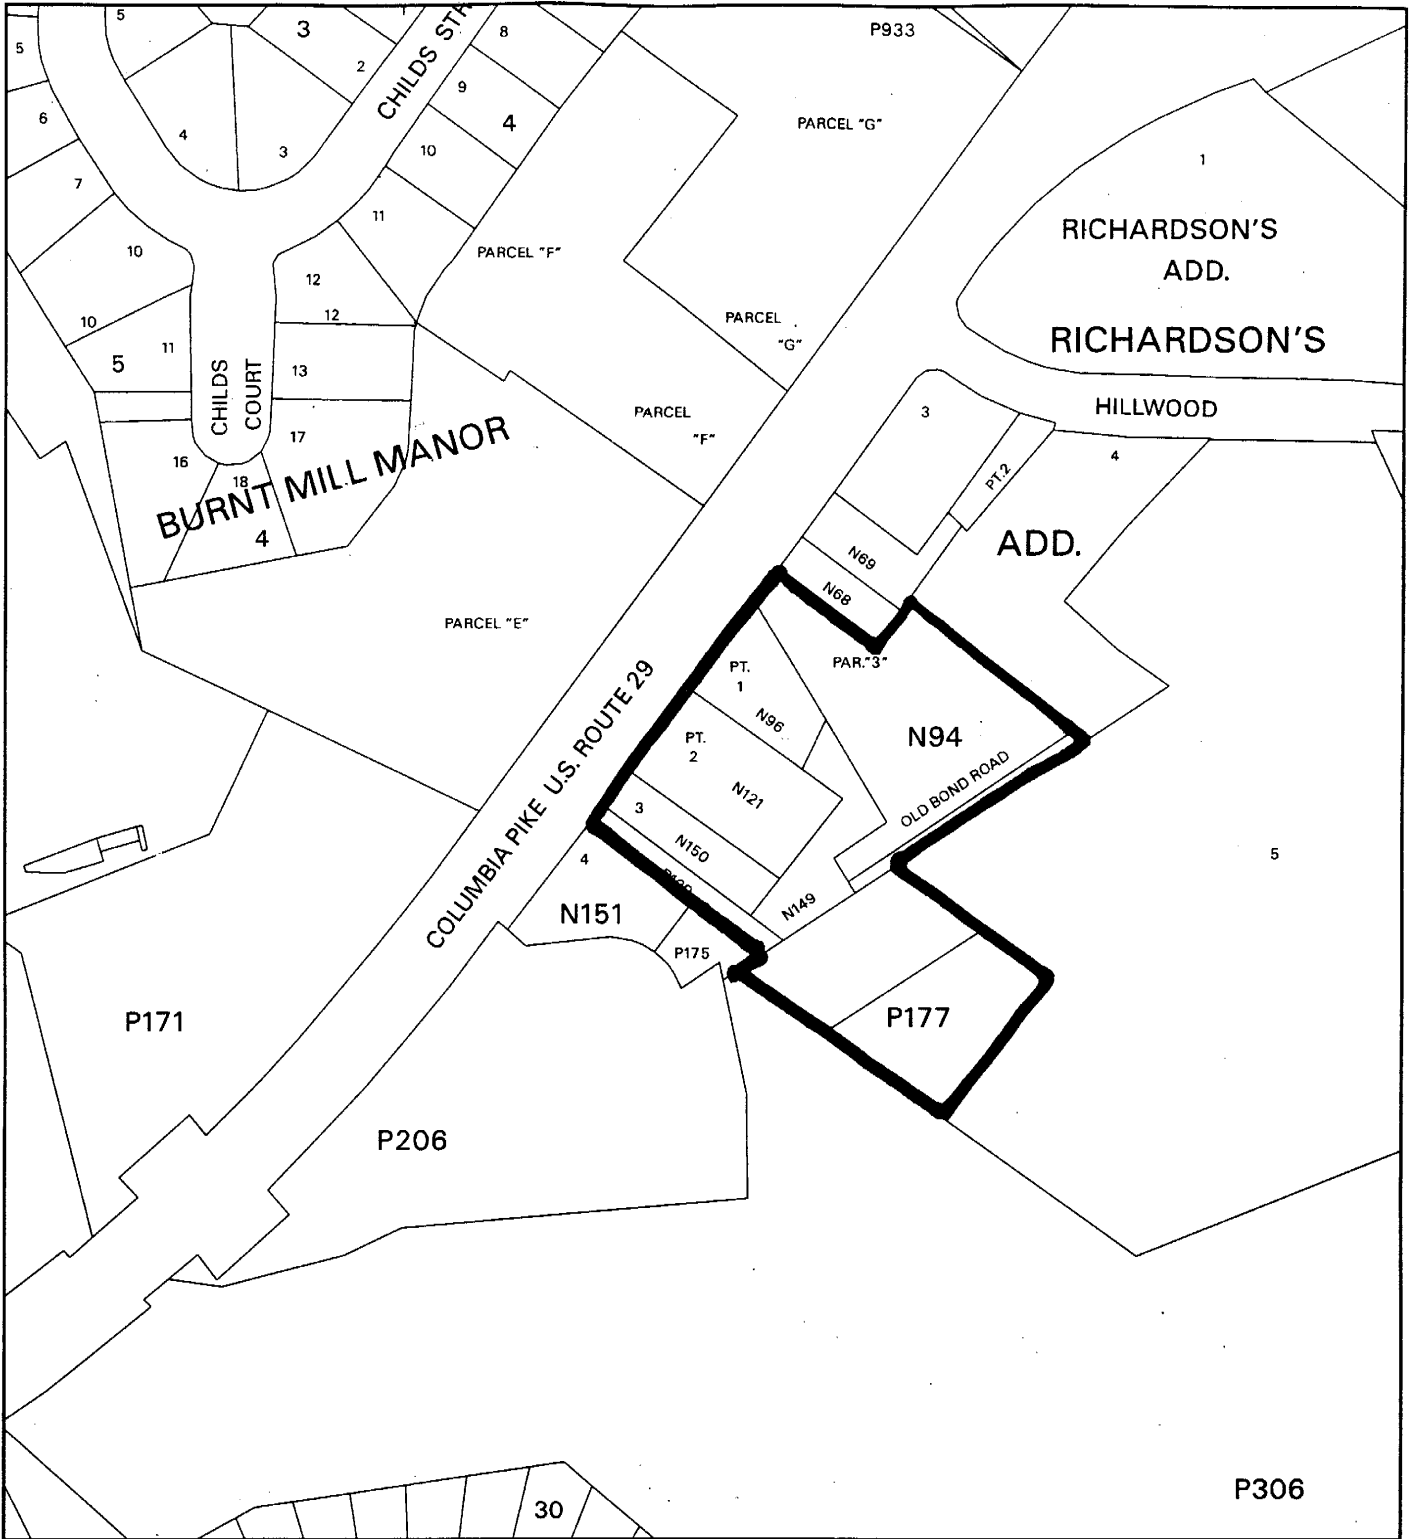 5
3
8
P933
5
2
CHILDS STR
9
6
4
PARCEL "G"
4
3
10
1
7
11
RICHARDSON'S
10
PARCEL "F"
ADD.
12
12
10
PARCEL
"G"
RICHARDSON'S
11
5
CHILDS
COURT
13
PARCEL
"F"
3
HILLWOOD
17
BURNT MILL MANOR
16
18
4
4
PT.2
ADD.
N69
N68
PARCEL "E"
PAR."3"
PT.
1
N96
N94
PT.
2
N121
OLD BOND ROAD
COLUMBIA PIKE U.S. ROUTE 29
3
N150
4
5
N151
N149
P175
P171
P177
P206
P306
30